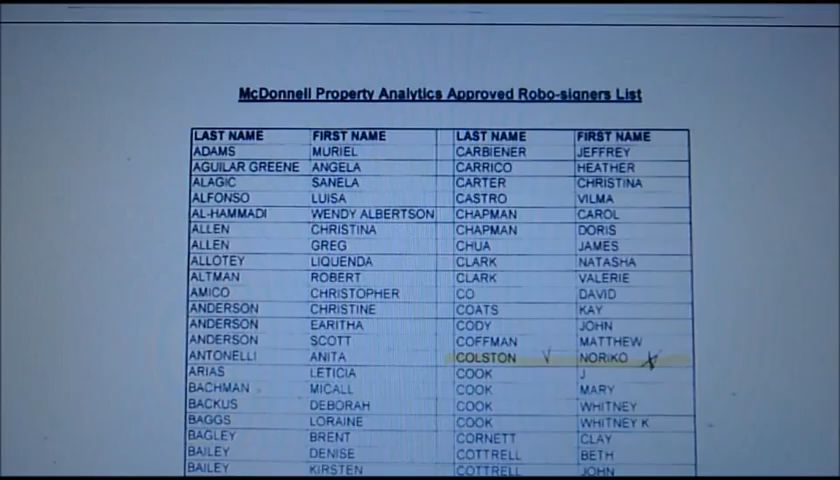 McDonnell Property Analytics Approved Robo-signers List
LAST NAME FIRST NAME LAST NAME FIRST NAME
ADAMS MURIEL CARBIENER JEFFREY
AGUILAR GREENE ANGELA CARRICO HEATHER
ALAGIC SANELA CARTER CHRISTINA
ALFONSO LUISA CASTRO VILMA
AL-HAMMADI WENDY ALBERTSON CHAPMAN CAROL
ALLEN CHRISTINA CHAPMAN DORIS
ALLEN GREG CHUA JAMES
ALLOTEY LIQUENDA CLARK NATASHA
ALTMAN ROBERT CLARK VALERIE
AMICO CHRISTOPHER CO DAVID
ANDERSON CHRISTINE COATS KAY
ANDERSON EARITHA CODY JOHN
ANDERSON SCOTT COFFMAN MATTHEW
ANTONELLI ANITA COLSTON NORIKO
ARIAS LETICIA COOK J
BACHMAN MICALL COOK MARY
BACKUS DEBORAH COOK WHITNEY
BAGGS LORAINE COOK WHITNEY K
BAGLEY BRENT CORNETT CLAY
BAILEY DENISE COTTRELL BETH
BAILEY KIRSTEN COTTRELL JOHN